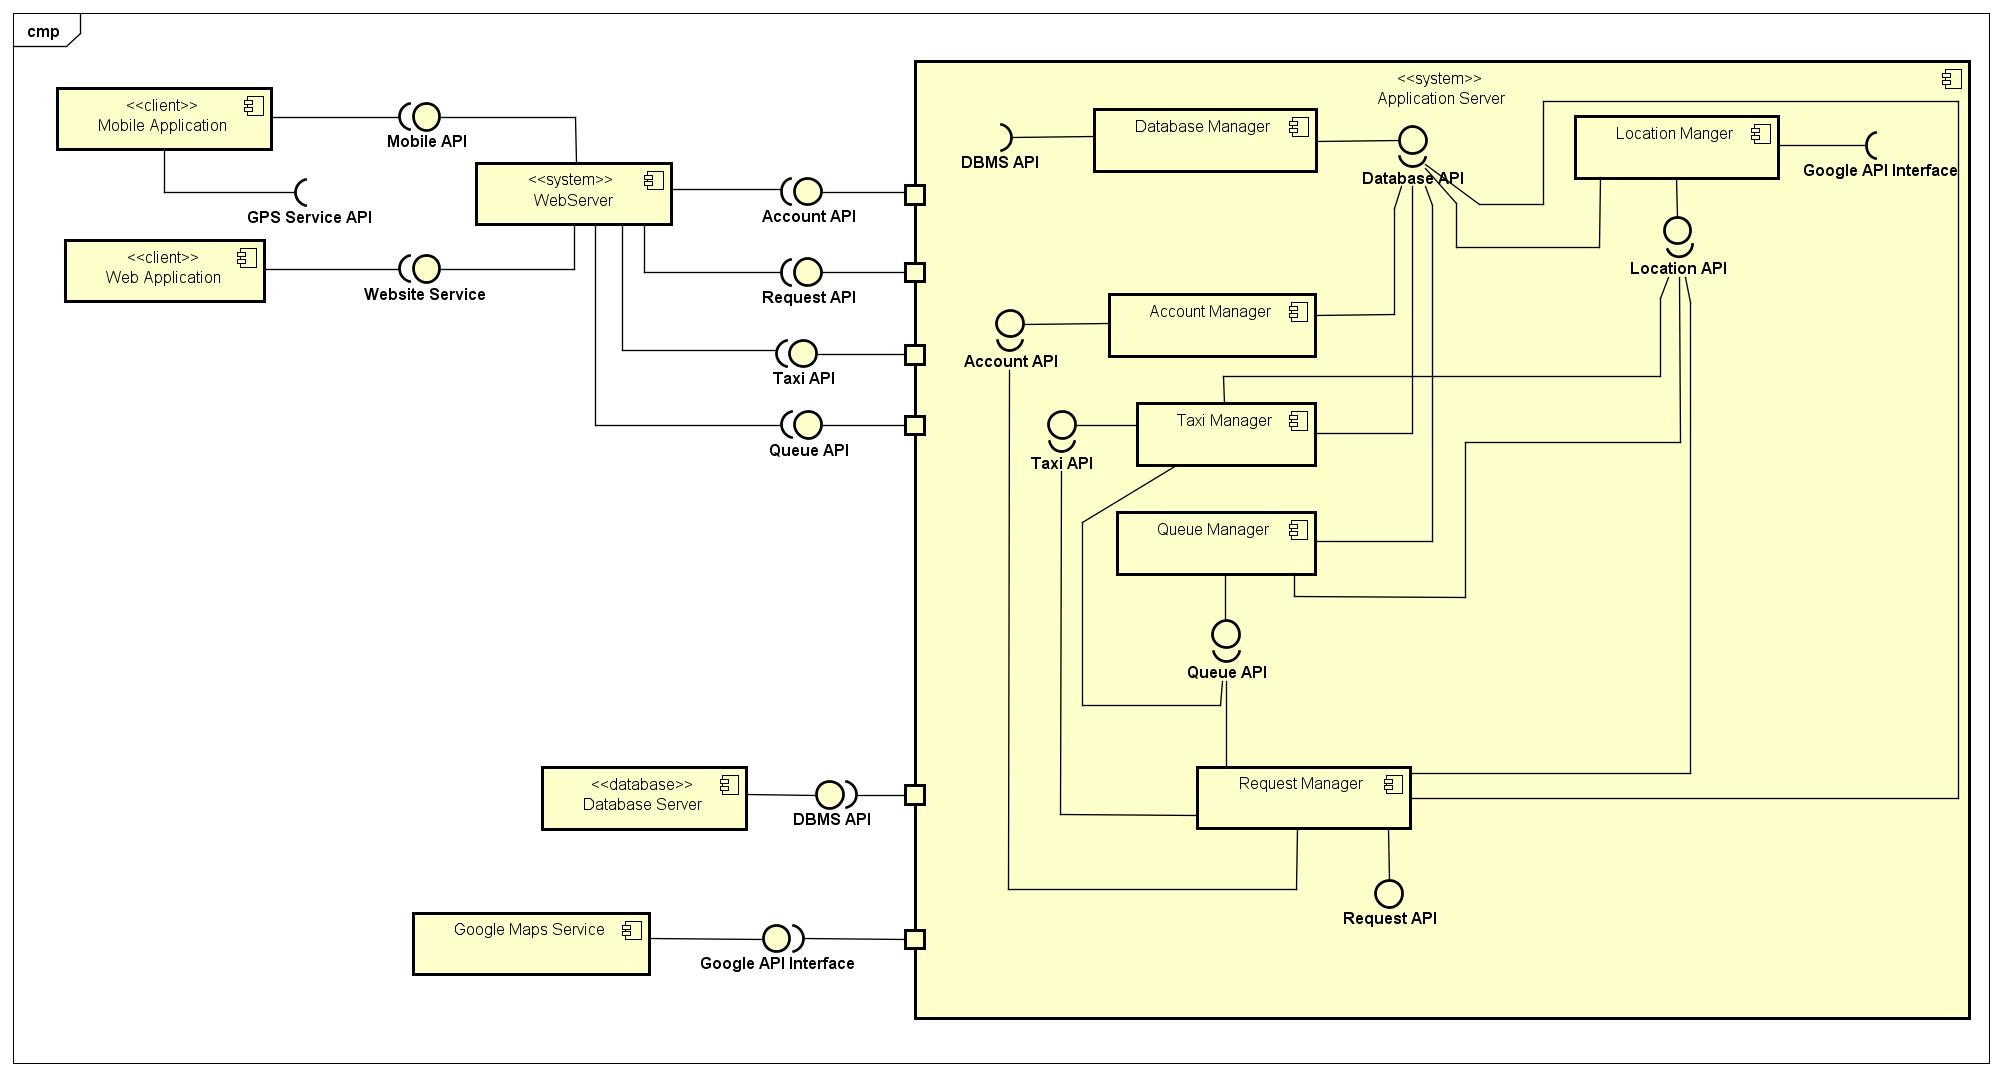 cmp
<<client>>
Mobile Application
Mobile API
GPS Service API
<<client>>
Web Application
Website Service
<<system>>
WebServer
Account API
Request API
Taxi API
Queue API
<<database>>
Database Server
DBMS API
Google Maps Service
Google API Interface
<<system>>
Application Server
DBMS API
Database Manager
Database API
Location Manger
Google API Interface
Location API
Account Manager
Account API
Taxi Manager
Taxi API
Queue Manager
Queue API
Request Manager
Request API